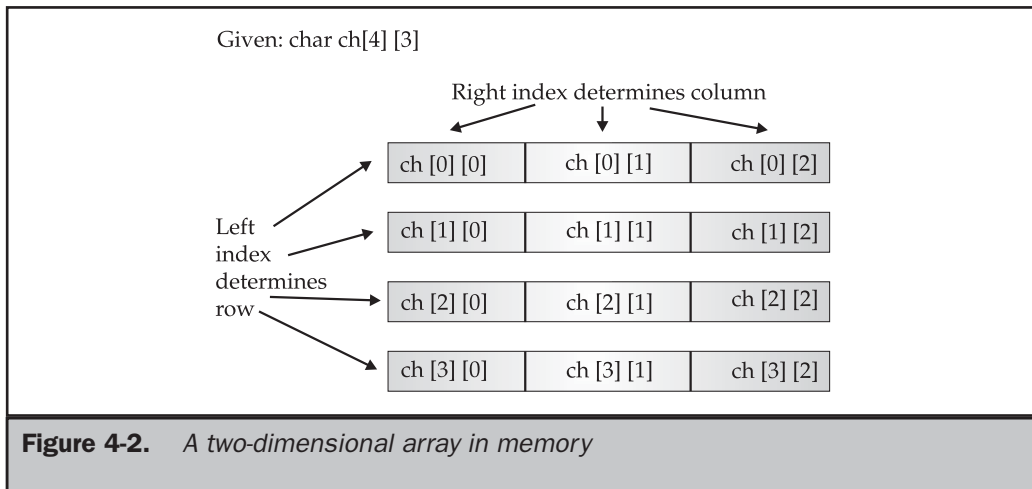 Given: char ch[4] [3]
Right index determines column
ch [0] [0] ch [0] [1] ch [0] [2]
Left
index
determines
row
ch [1] [0] ch [1] [1] ch [1] [2]
ch [2] [0] ch [2] [1] ch [2] [2]
ch [3] [0] ch [3] [1] ch [3] [2]
Figure 4-2. A two-dimensional array in memory